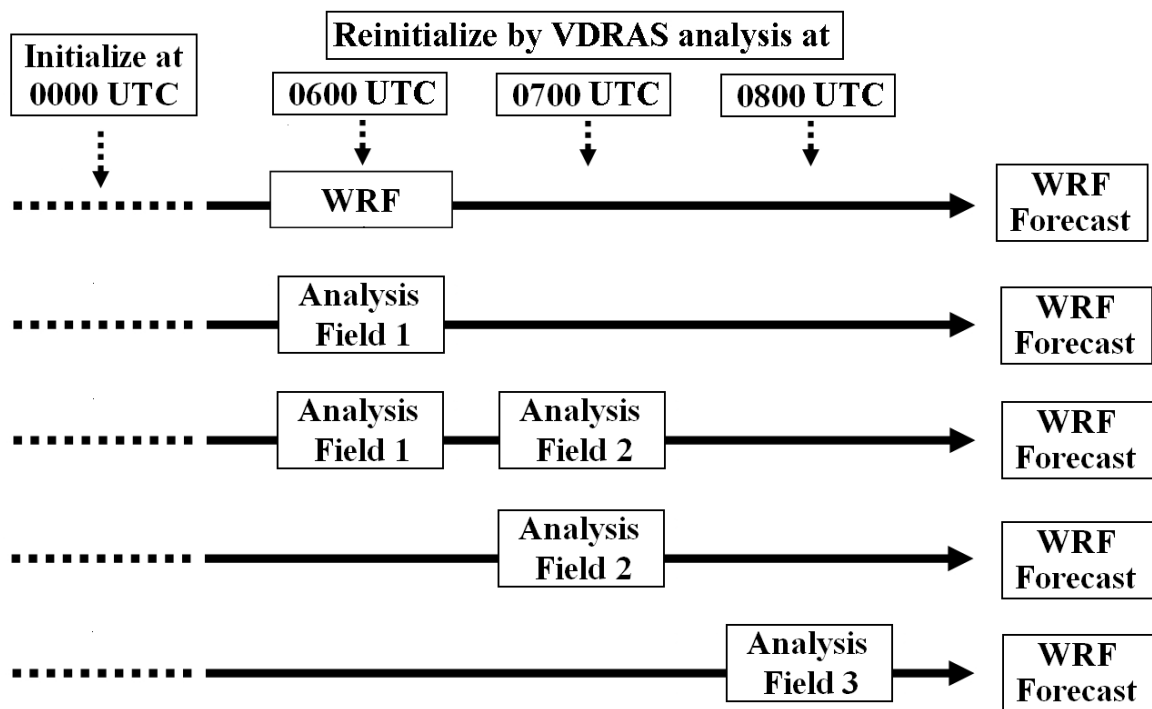 Initialize at
0000 UTC
Reinitialize by VDRAS analysis at
0600 UTC
0700 UTC
0800 UTC
WRF
WRF
Forecast
Analysis
Field 1
WRF
Forecast
Analysis
Field 1
Analysis
Field 2
WRF
Forecast
Analysis
Field 2
WRF
Forecast
Analysis
Field 3
WRF
Forecast